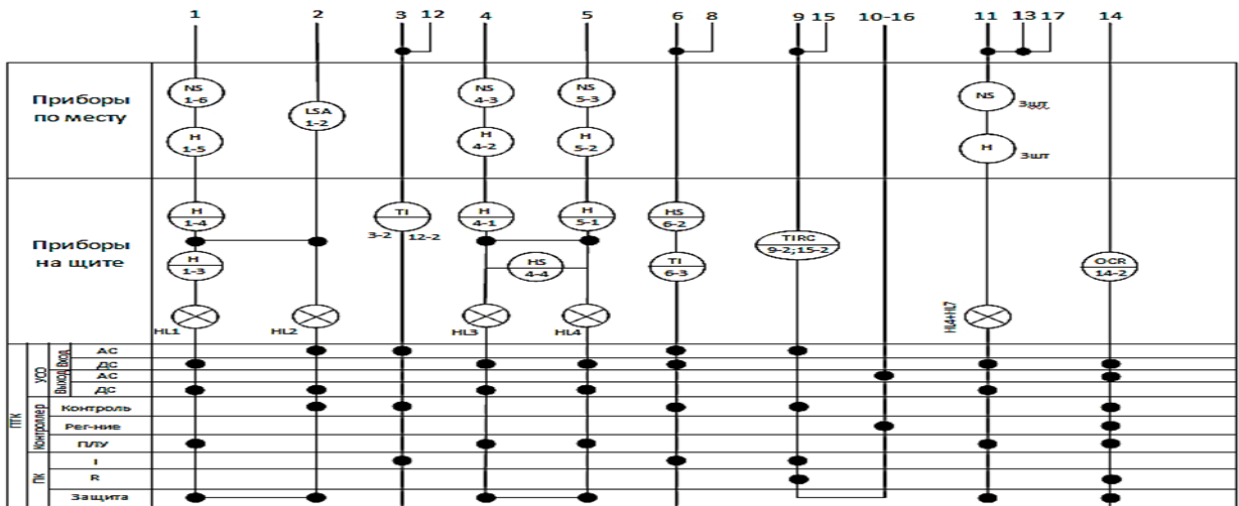 1 2 3 12 4 5 6 8 9 15 10-16 11 13 17 14
Приборы
по месту
NS
1-6
H
1-5
LSA
1-2
NS
4-3
H
4-2
NS
5-3
H
5-2
NS
3шт
H
3шт
Приборы
на щите
H
1-4
H
1-3
HL1
HL2
TI
3-2
12-2
H
4-1
H
5-1
HS
4-4
HL3
HL4
HS
6-2
TI
6-3
TIRC
9-2;15-2
HL4+HL7
OCR
14-2
ПТК
УСО
Вход
АС
ДС
Выход
АС
ДС
Контроллер
Контроль
Рег-ние
ПЛУ
ПК
I
R
Защита